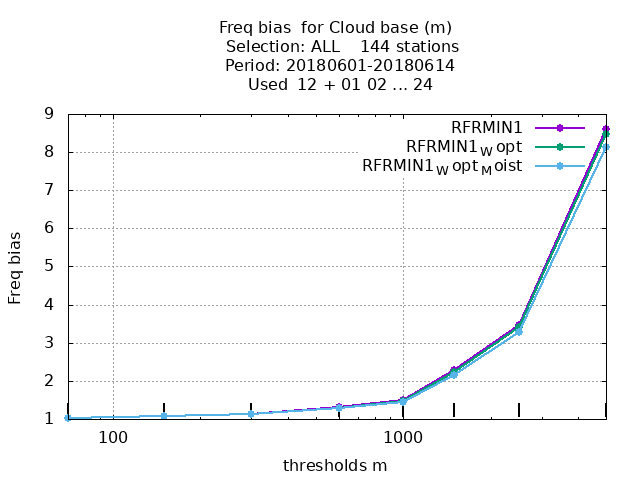 Freq bias  for Cloud base (m)
Selection: ALL    144 stations
Period: 20180601-20180614
Used  12 + 01 02 ... 24
9
8
7
6
5
4
3
2
1
Freq bias
RFRMIN1
RFRMIN1_W opt
RFRMIN1_W opt_M oist
100
1000
thresholds m